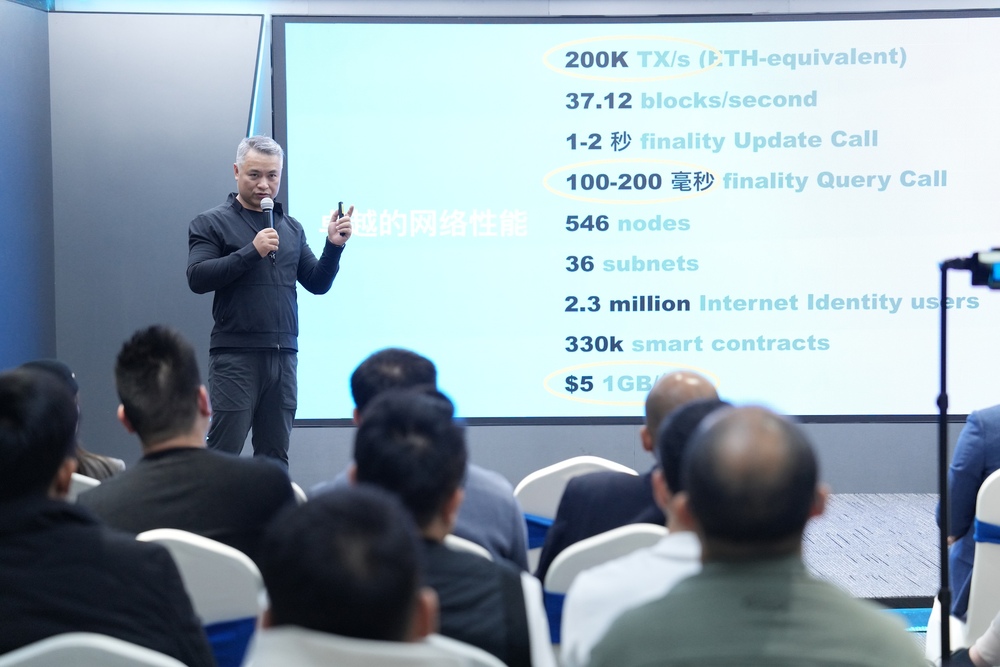 200K TX/s (ETH-equivalent)
37.12 blocks/second
1-2 秒 finality Update Call
100-200 毫秒 finality Query Call
卓越的网络性能
546 nodes
36 subnets
2.3 million Internet Identity users
330k smart contracts
$5 1GB/